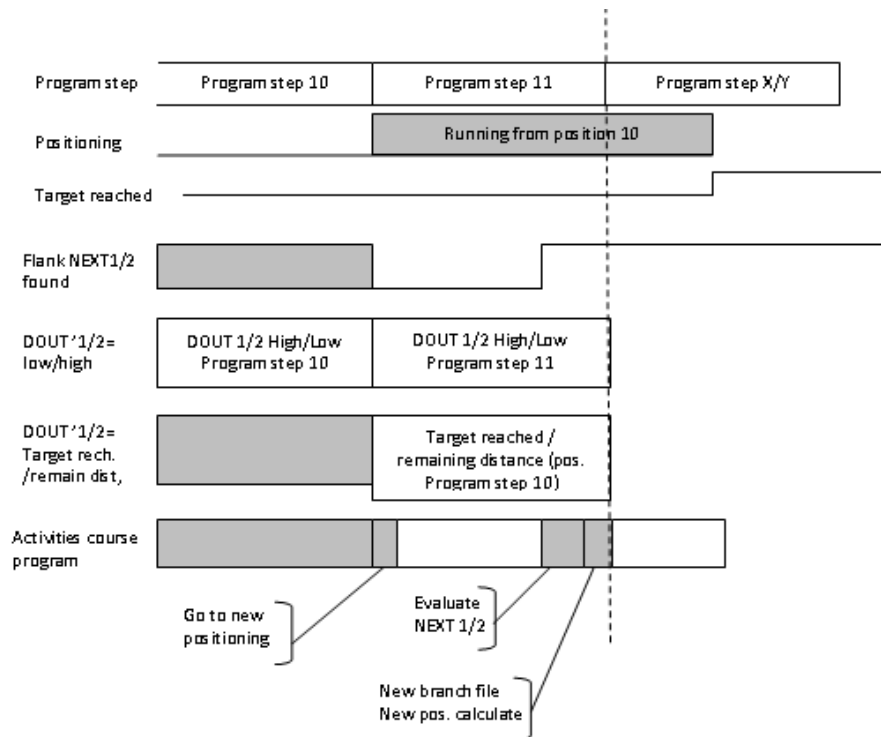 Program step
Program step 10
Program step 11
Program step X/Y
Positioning
Running from position 10
Target reached
Flank NEXT1/2
found
DOUT '1/2=
low/high
DOUT 1/2 High/Low
Program step 10
DOUT 1/2 High/Low
Program step 11
DOUT '1/2=
Target rech.
/remain dist,
Target reached /
remaining distance (pos.
Program step 10)
Activities course
program
Go to new
positioning
Evaluate
NEXT 1/2
New branch file
New pos. calculate